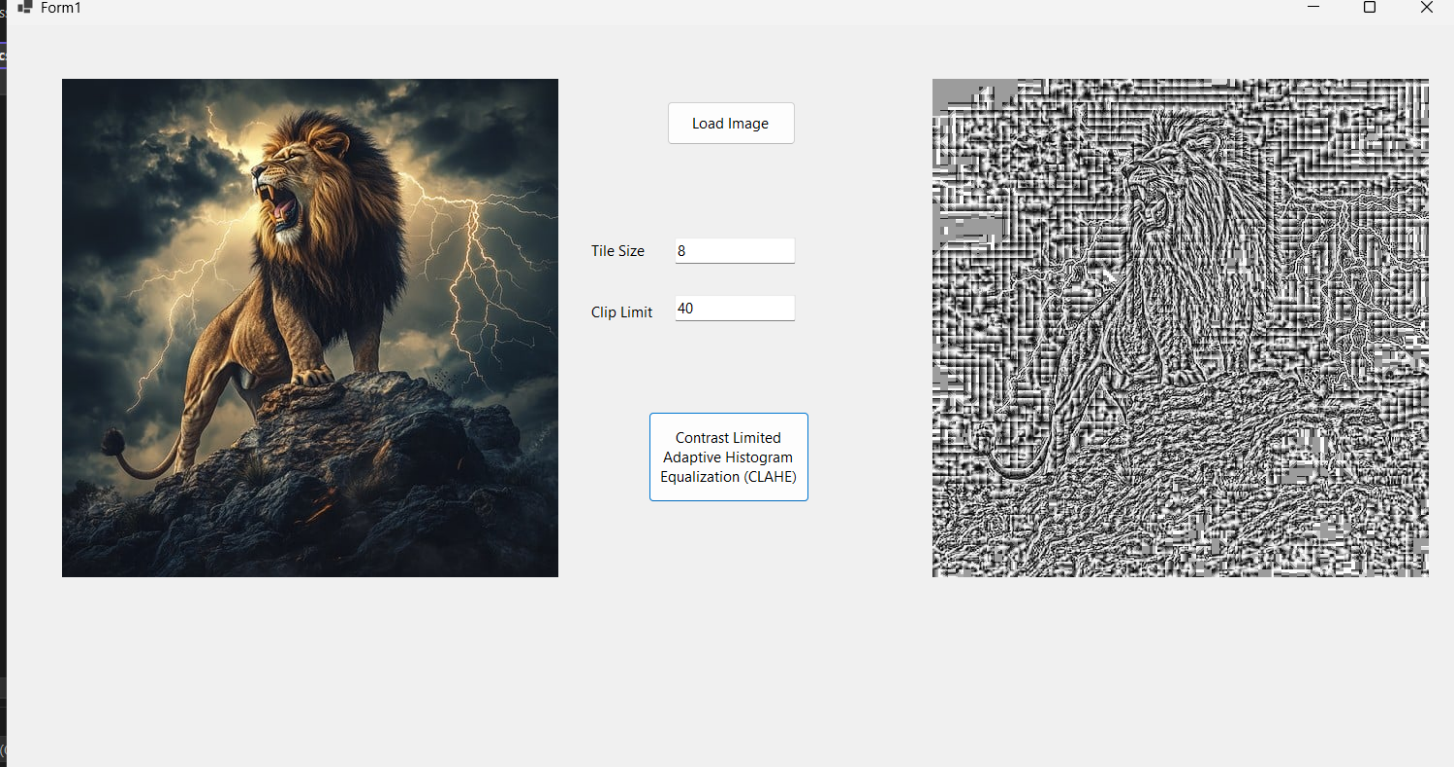 Form1
Load Image
Tile Size
8
Clip Limit
40
Contrast Limited
Adaptive Histogram
Equalization (CLAHE)